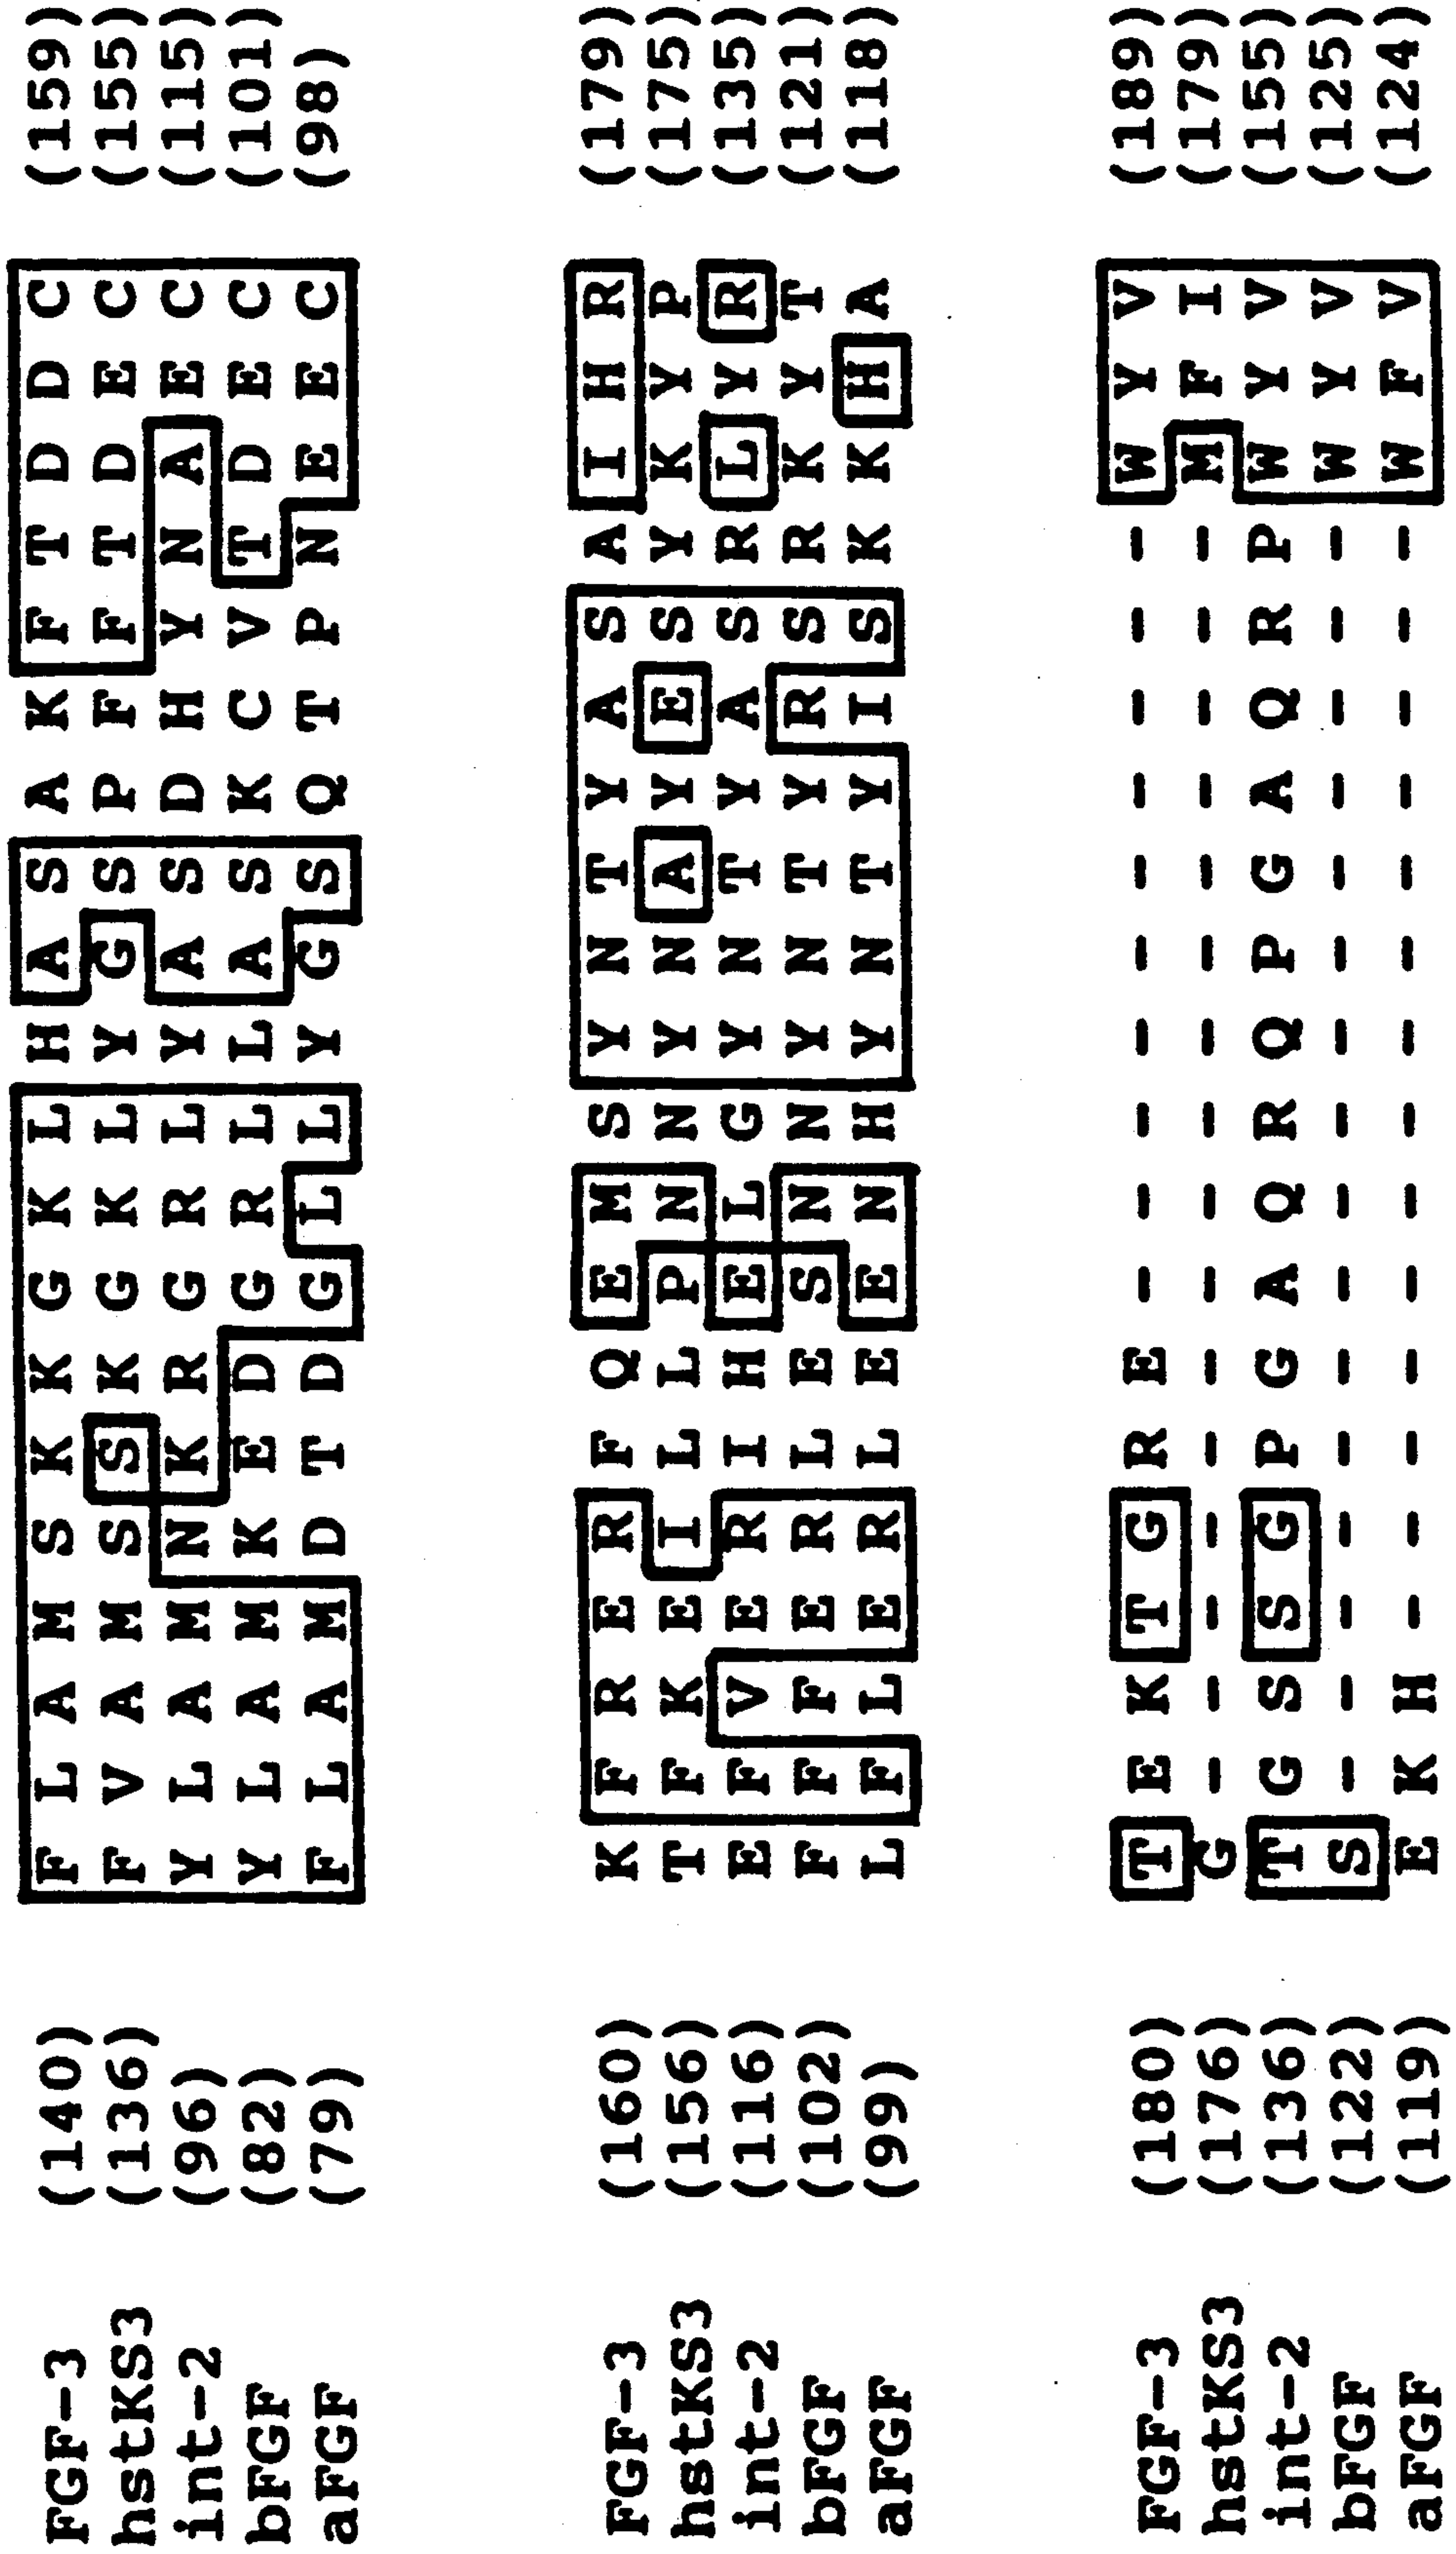 FGF-3 (140) F L A M S K K G K L H A S A K F T D D C (159)
hstKS3 (136) F V A M S S K G K L Y G S P F F T D E C (155)
int-2 (96) Y L A M N K R G R L Y A S D H Y N A E C (115)
bFGF (82) Y L A M K E D G R L L A S K C V T D E C (101)
aFGF (79) F L A M D T D G L L Y G S Q T P N E E C (98)
FGF-3 (160) K F R E R F Q E M S Y N T Y A S A I H R (179)
hstKS3 (156) T F K E I L L P N N Y N A Y E S Y K Y P (175)
int-2 (116) E F V E R I H E L G Y N T Y A S R L Y R (135)
bFGF (102) F F F E R L E S N N Y N T Y R S R K Y T (121)
aFGF (99) L F L E R L E E N H Y N T Y I S K K H A (118)
FGF-3 (180) T E K T G R E - - - - - - - - - - W Y V (189)
hstKS3 (176) G - - - - - - - - - - - - - - - - M F I (179)
int-2 (136) T G S S G P G A Q R Q P G A Q R P W Y V (155)
bFGF (122) S - - - - - - - - - - - - - - - - W Y V (125)
aFGF (119) E K H - - - - - - - - - - - - - - W F V (124)